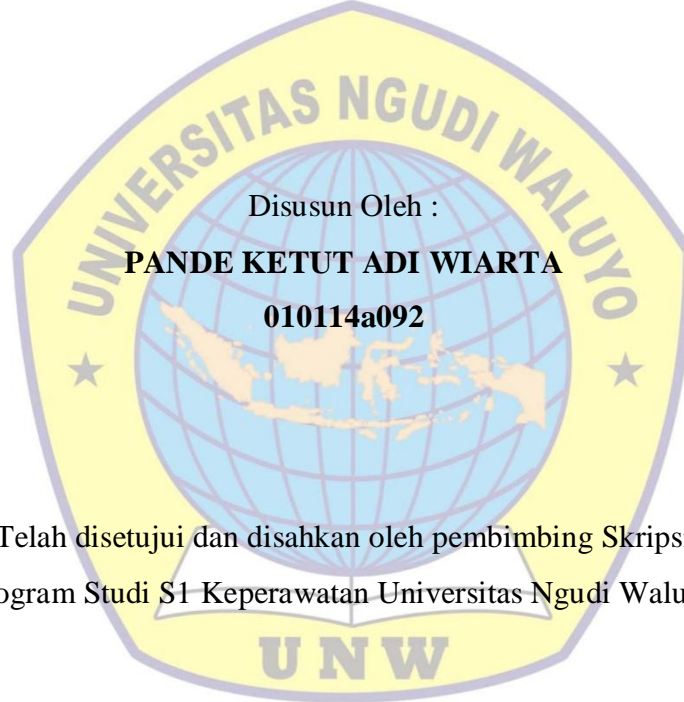 UNIVERSITAS NGUDI WALUYO
Disusun Oleh :
PANDE KETUT ADI WIARTA
010114a092
Telah disetujui dan disahkan oleh pembimbing Skripsi
ogram Studi S1 Keperawatan Universitas Ngudi Walu
UNW